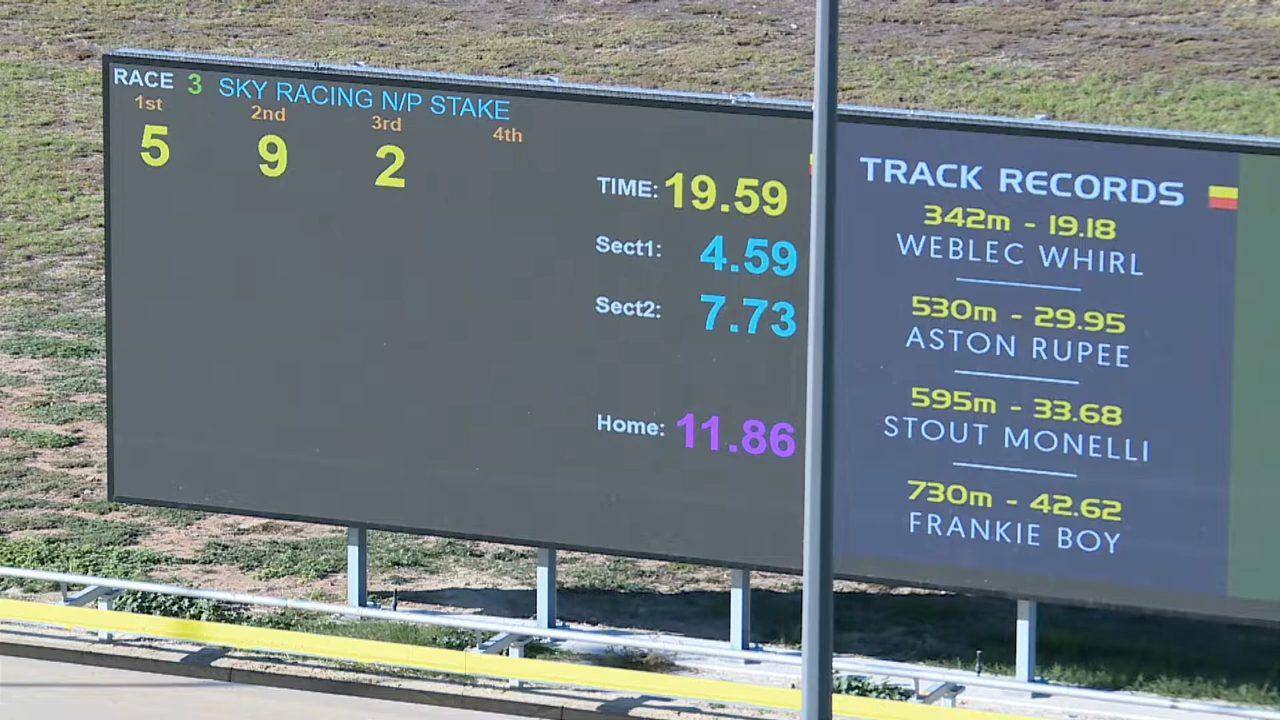 RACE 3 SKY RACING N/P STAKE
1st 2nd 3rd 4th
5 9 2
TIME: 19.59
Sect1: 4.59
Sect2: 7.73
Home: 11.86
TRACK RECORDS
342m - 19.18
WEBLEC WHIRL
530m - 29.95
ASTON RUPEE
595m - 33.68
STOUT MONELLI
730m - 42.62
FRANKIE BOY